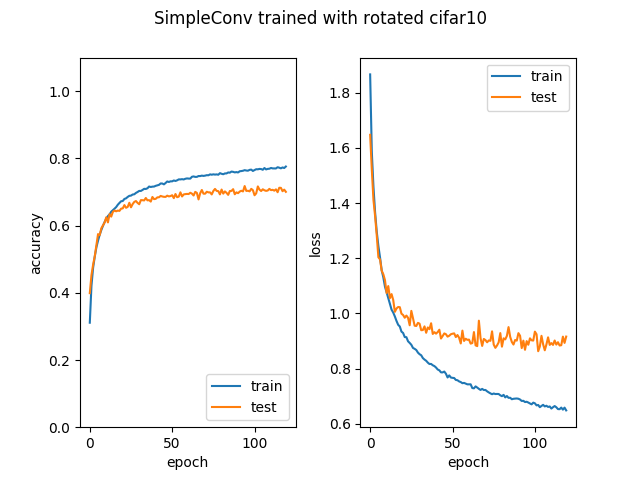 SimpleConv trained with rotated cifar10
1.0
0.8
0.6
0.4
0.2
0.0
accuracy
0
50
100
epoch
train
test
1.8
1.6
1.4
1.2
1.0
0.8
0.6
loss
0
50
100
epoch
train
test